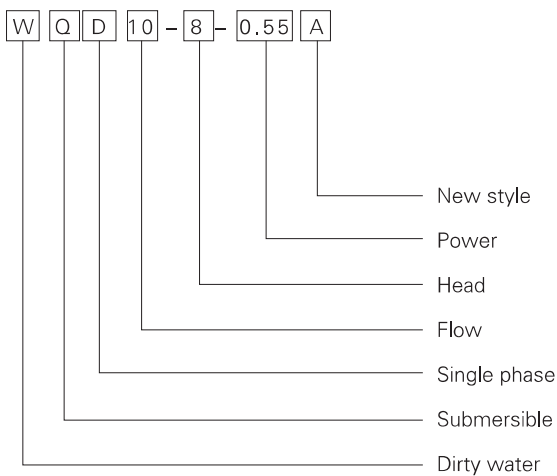 W Q D 10 - 8 - 0.55 A
New style
Power
Head
Flow
Single phase
Submersible
Dirty water